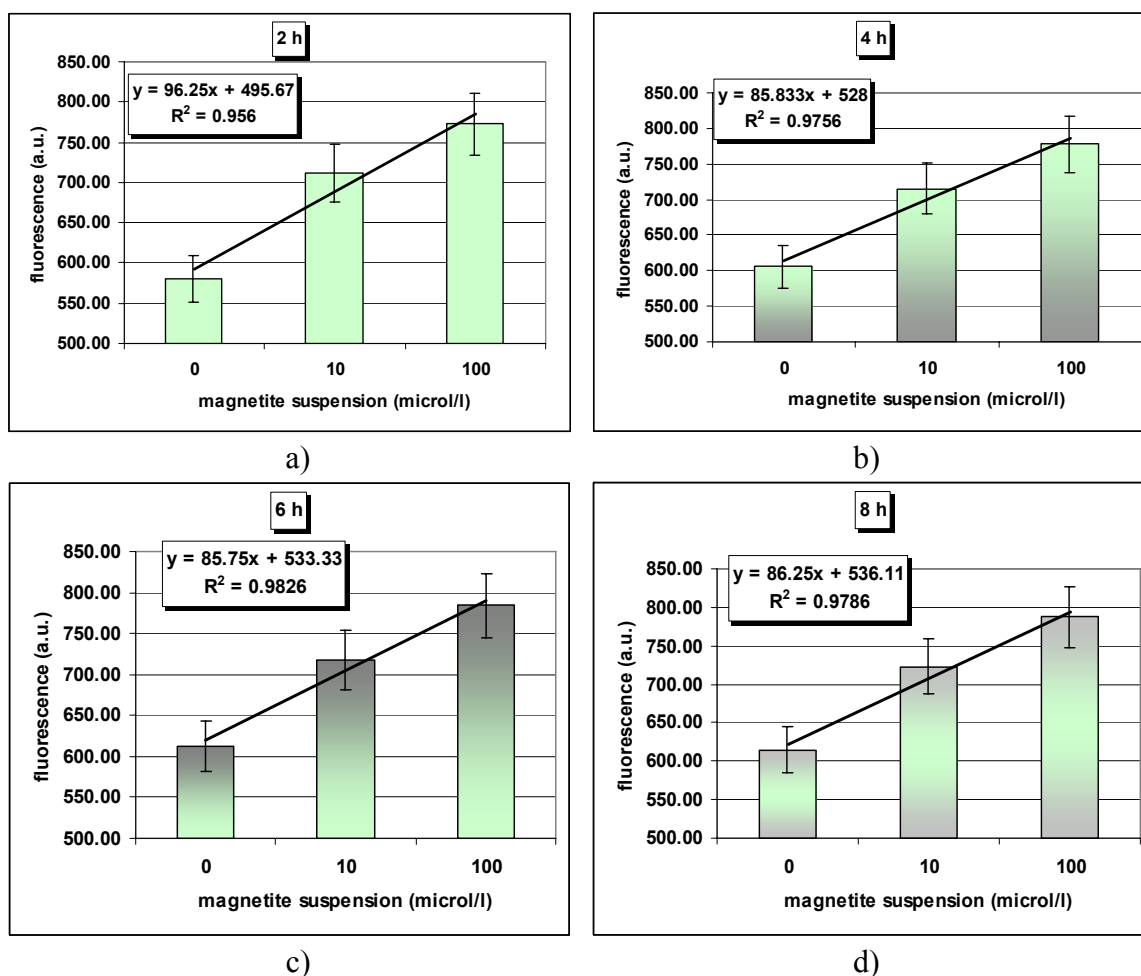 2 h
y = 96.25x + 495.67
R² = 0.956
850.00
800.00
750.00
700.00
650.00
600.00
550.00
500.00
fluorescence (a.u.)
0 10 100
magnetite suspension (microl/l)
a)
4 h
y = 85.833x + 528
R² = 0.9756
850.00
800.00
750.00
700.00
650.00
600.00
550.00
500.00
fluorescence (a.u.)
0 10 100
magnetite suspension (microl/l)
b)
6 h
y = 85.75x + 533.33
R² = 0.9826
850.00
800.00
750.00
700.00
650.00
600.00
550.00
500.00
fluorescence (a.u.)
0 10 100
magnetite suspension (microl/l)
c)
8 h
y = 86.25x + 536.11
R² = 0.9786
850.00
800.00
750.00
700.00
650.00
600.00
550.00
500.00
fluorescence (a.u.)
0 10 100
magnetite suspension (microl/l)
d)